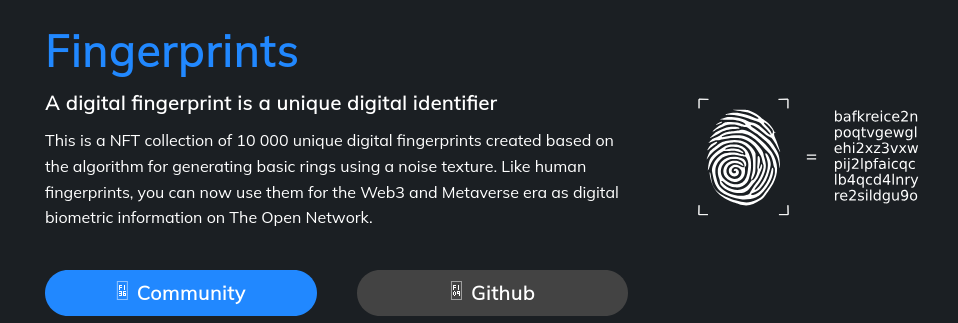 Fingerprints
A digital fingerprint is a unique digital identifier
This is a NFT collection of 10 000 unique digital fingerprints created based on
the algorithm for generating basic rings using a noise texture. Like human
fingerprints, you can now use them for the Web3 and Metaverse era as digital
biometric information on The Open Network.
=
bafkreice2n
poqtvgewgl
ehi2xz3vxw
pij2lpfaicqc
lb4qcd4lnry
re2sildgu9o
Community
Github